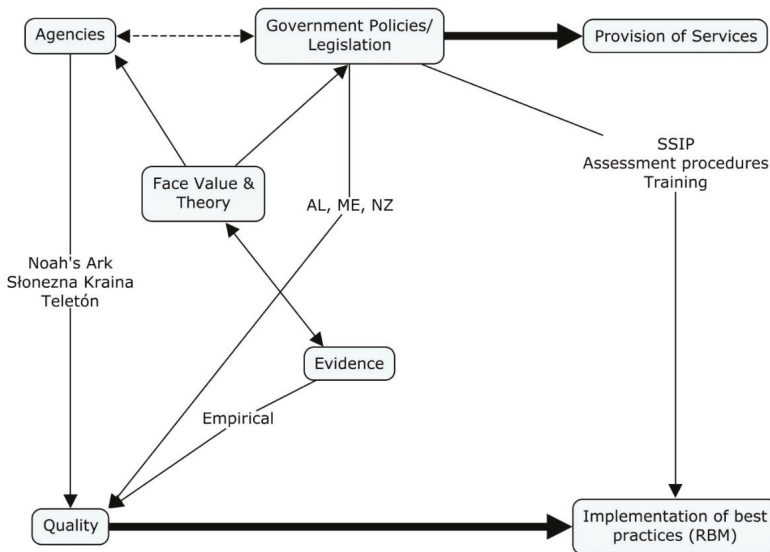 Agencies
Government Policies/
Legislation
Provision of Services
SSIP
Assessment procedures
Training
Face Value &
Theory
AL, ME, NZ
Noah's Ark
Słonezna Kraina
Teletón
Evidence
Empirical
Quality
Implementation of best
practices (RBM)